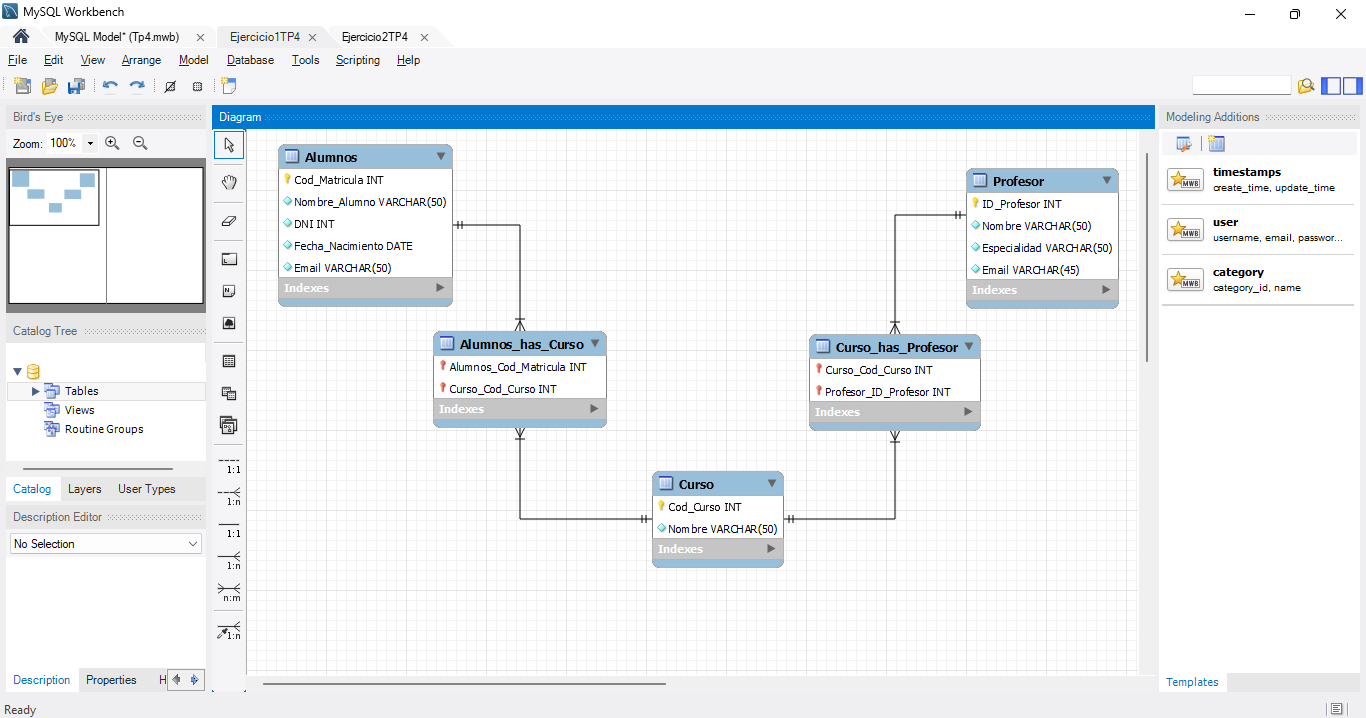 MySQL Workbench
MySQL Model* (Tp4.mwb)
Ejercicio1TP4
Ejercicio2TP4
File Edit View Arrange Model Database Tools Scripting Help
Bird's Eye
Zoom: 100%
Catalog Tree
Tables
Views
Routine Groups
Catalog Layers User Types
Description Editor
No Selection
Description Properties H
Diagram
1:1
1:n
1:1
1:n
n:m
1:n
Alumnos
Cod_Matricula INT
Nombre_Alumno VARCHAR(50)
DNI INT
Fecha_Nacimiento DATE
Email VARCHAR(50)
Indexes
Profesor
ID_Profesor INT
Nombre VARCHAR(50)
Especialidad VARCHAR(50)
Email VARCHAR(45)
Indexes
Alumnos_has_Curso
Alumnos_Cod_Matricula INT
Curso_Cod_Curso INT
Indexes
Curso_has_Profesor
Curso_Cod_Curso INT
Profesor_ID_Profesor INT
Indexes
Curso
Cod_Curso INT
Nombre VARCHAR(50)
Indexes
Modeling Additions
MWB
timestamps
create_time, update_time
MWB
user
username, email, passwor...
MWB
category
category_id, name
Templates
Ready